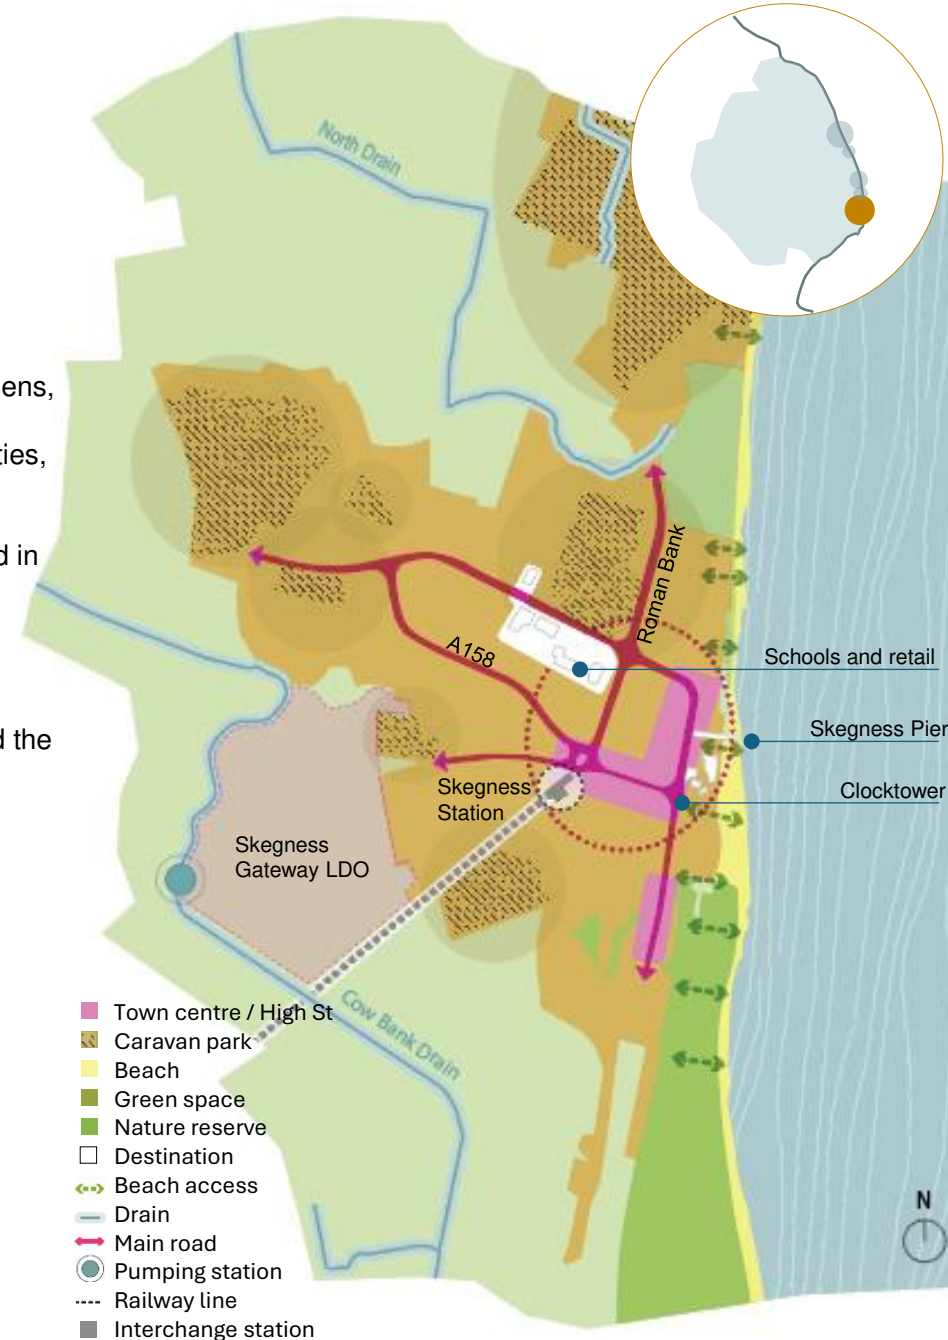 North Drain
ens,
ties,
d in
d the
Roman Bank
A158
Schools and retail
Skegness Pier
Clocktower
Skegness
Station
Skegness
Gateway LDO
Cow Bank Drain
Town centre / High St
Caravan park
Beach
Green space
Nature reserve
Destination
Beach access
Drain
Main road
Pumping station
Railway line
Interchange station
N